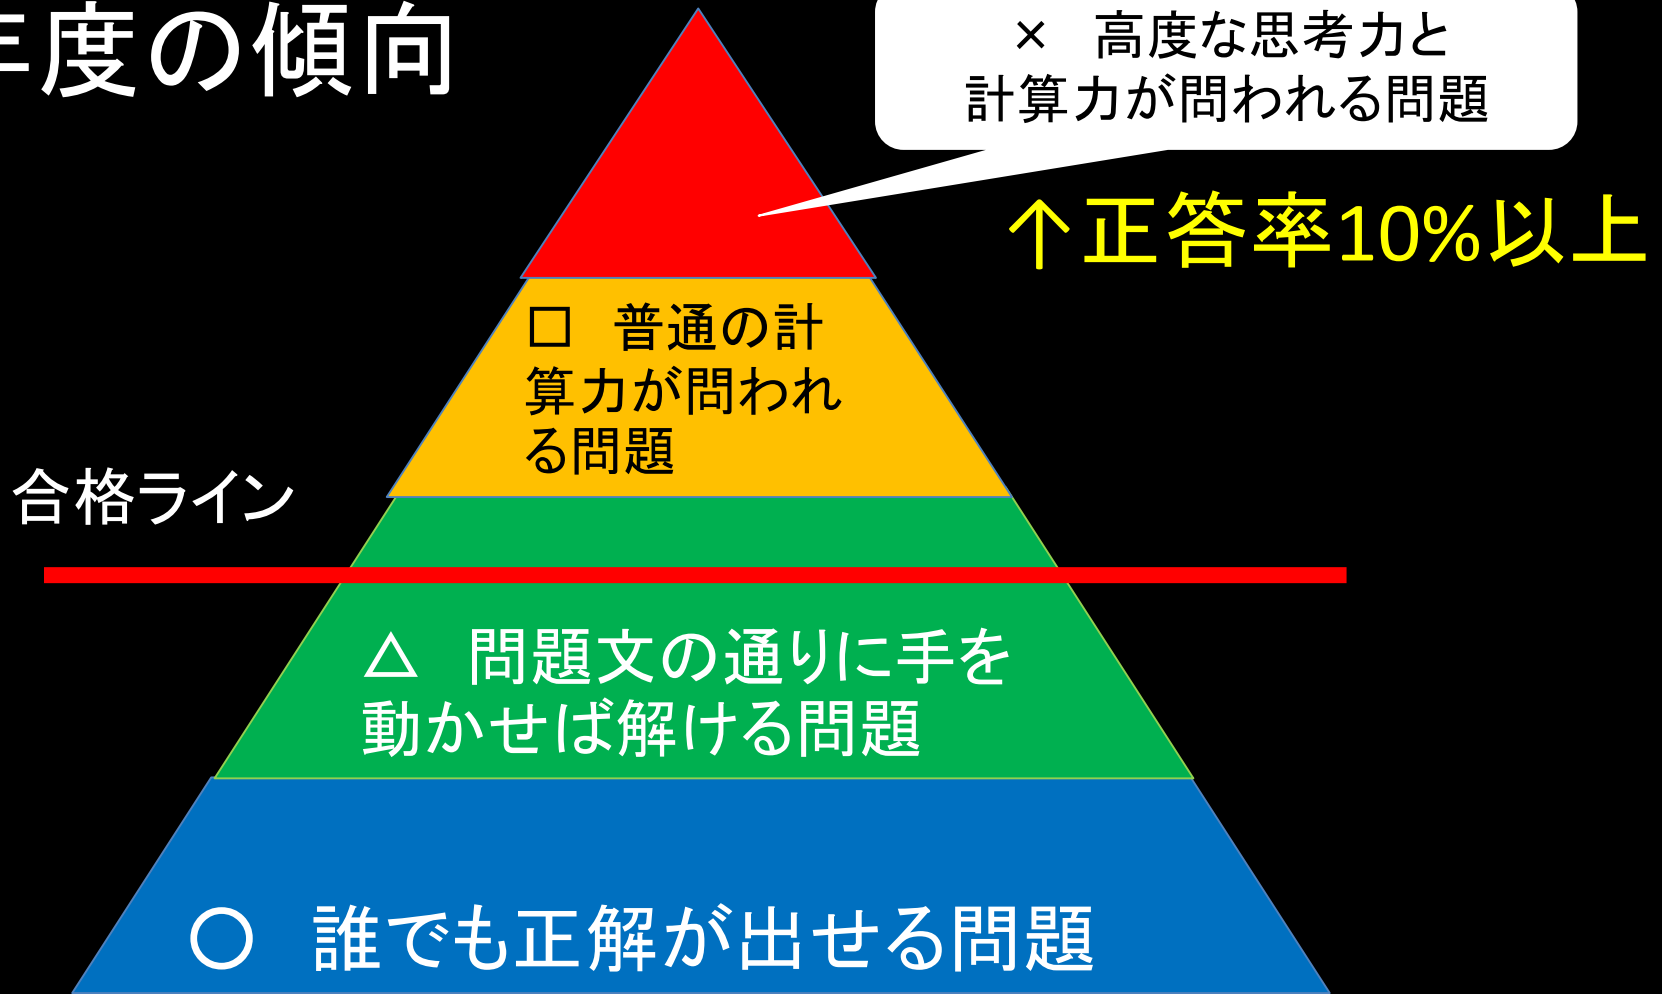 年度の傾向
× 高度な思考力と
計算力が問われる問題
↑正答率10%以上
□ 普通の計
算力が問われ
る問題
合格ライン
△ 問題文の通りに手を
動かせば解ける問題
○ 誰でも正解が出せる問題